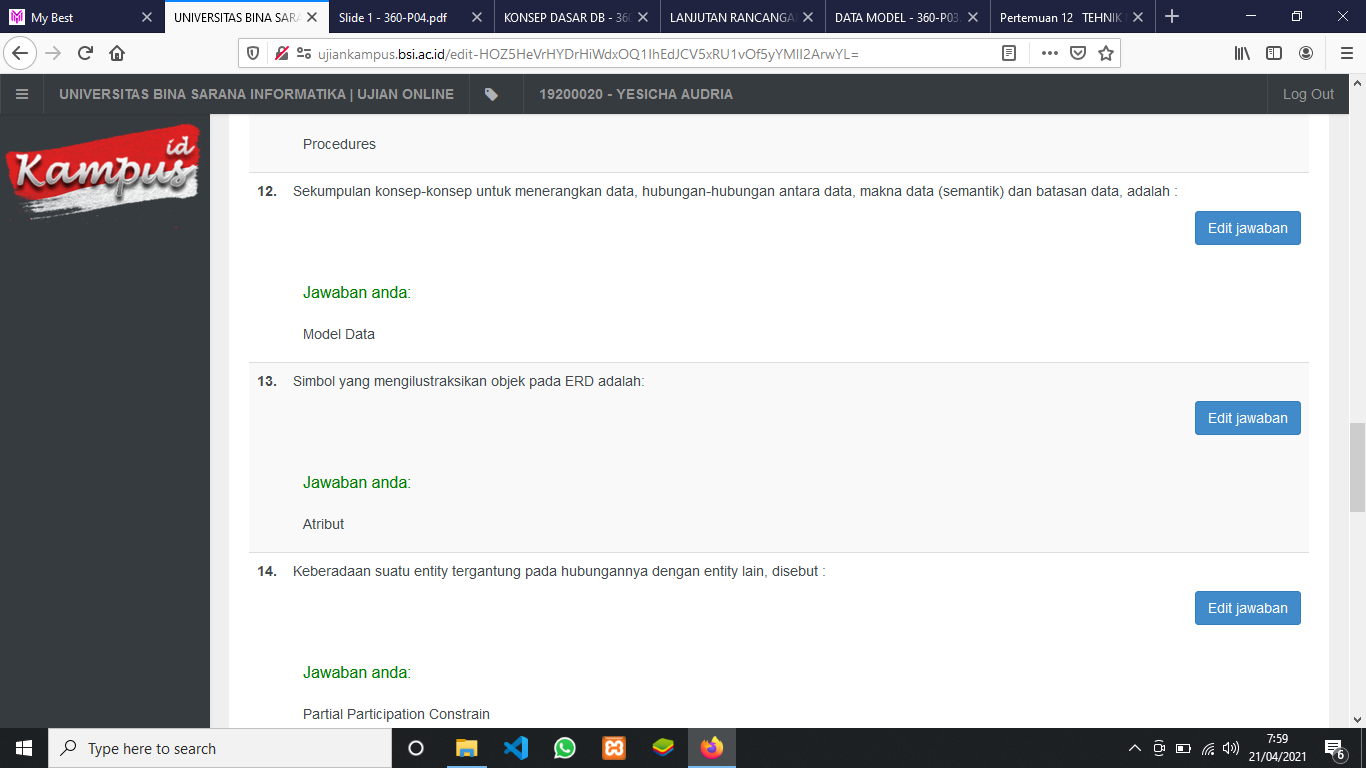 My Best
UNIVERSITAS BINA SARA
Slide 1 - 360-P04.pdf
KONSEP DASAR DB - 36
LANJUTAN RANCANGA
DATA MODEL - 360-P03.
Pertemuan 12 TEHNIK
ujiankampus.bsi.ac.id/edit-HOZ5HeVrHYDrHiWdxOQ1IhEdJCV5xRU1vOf5yYMlI2ArwYL=
UNIVERSITAS BINA SARANA INFORMATIKA | UJIAN ONLINE
19200020 - YESICHA AUDRIA
Log Out
Kampus id
Procedures
12. Sekumpulan konsep-konsep untuk menerangkan data, hubungan-hubungan antara data, makna data (semantik) dan batasan data, adalah :
Edit jawaban
Jawaban anda:
Model Data
13. Simbol yang mengilustraksikan objek pada ERD adalah:
Edit jawaban
Jawaban anda:
Atribut
14. Keberadaan suatu entity tergantung pada hubungannya dengan entity lain, disebut :
Edit jawaban
Jawaban anda:
Partial Participation Constrain
Type here to search
7:59
21/04/2021
6